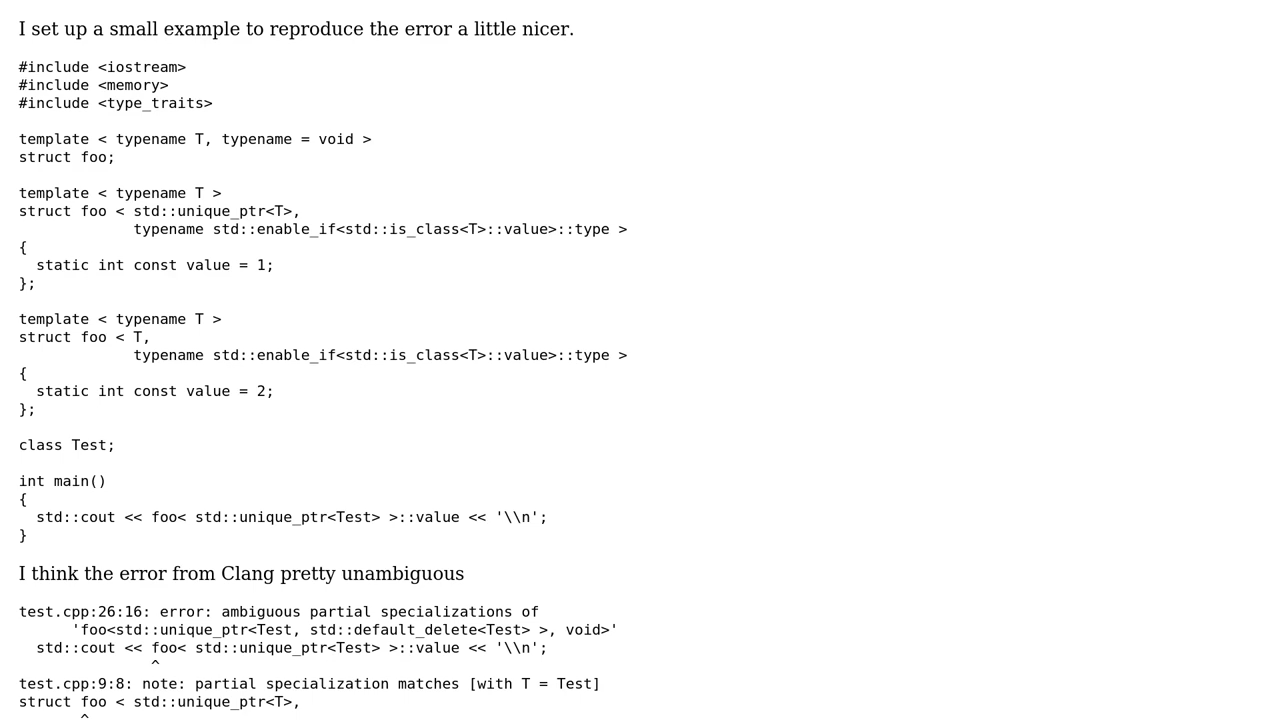 I set up a small example to reproduce the error a little nicer.
#include <iostream>
#include <memory>
#include <type_traits>
template < typename T, typename = void >
struct foo;
template < typename T >
struct foo < std::unique_ptr<T>,
             typename std::enable_if<std::is_class<T>::value>::type >
{
  static int const value = 1;
};
template < typename T >
struct foo < T,
             typename std::enable_if<std::is_class<T>::value>::type >
{
  static int const value = 2;
};
class Test;
int main()
{
  std::cout << foo< std::unique_ptr<Test> >::value << '\\n';
}
I think the error from Clang pretty unambiguous
test.cpp:26:16: error: ambiguous partial specializations of
      'foo<std::unique_ptr<Test, std::default_delete<Test> >, void>'
  std::cout << foo< std::unique_ptr<Test> >::value << '\\n';
               ^
test.cpp:9:8: note: partial specialization matches [with T = Test]
struct foo < std::unique_ptr<T>,
       ^